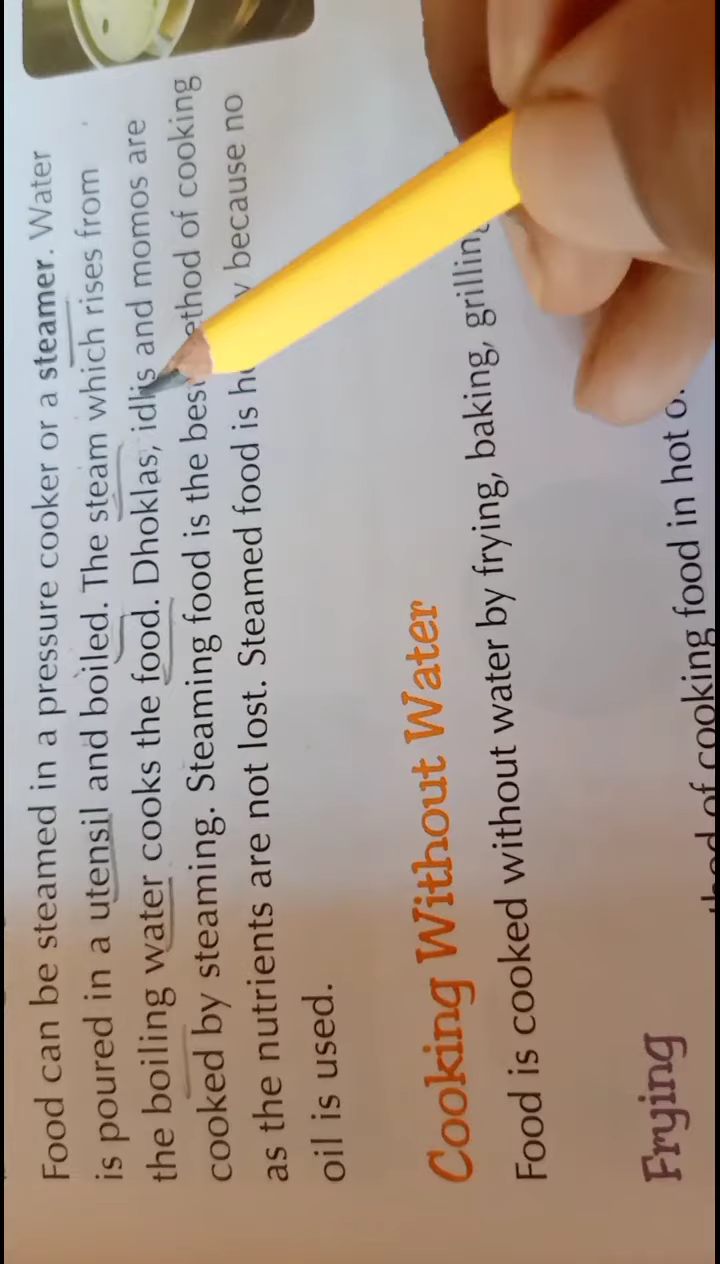 Food can be steamed in a pressure cooker or a steamer. Water
is poured in a utensil and boiled. The steam which rises from
the boiling water cooks the food. Dhoklas, idlis and momos are
cooked by steaming. Steaming food is the best method of cooking
as the nutrients are not lost. Steamed food is because no
oil is used.
Cooking Without Water
Food is cooked without water by frying, baking, grilling
Frying
of cooking food in hot